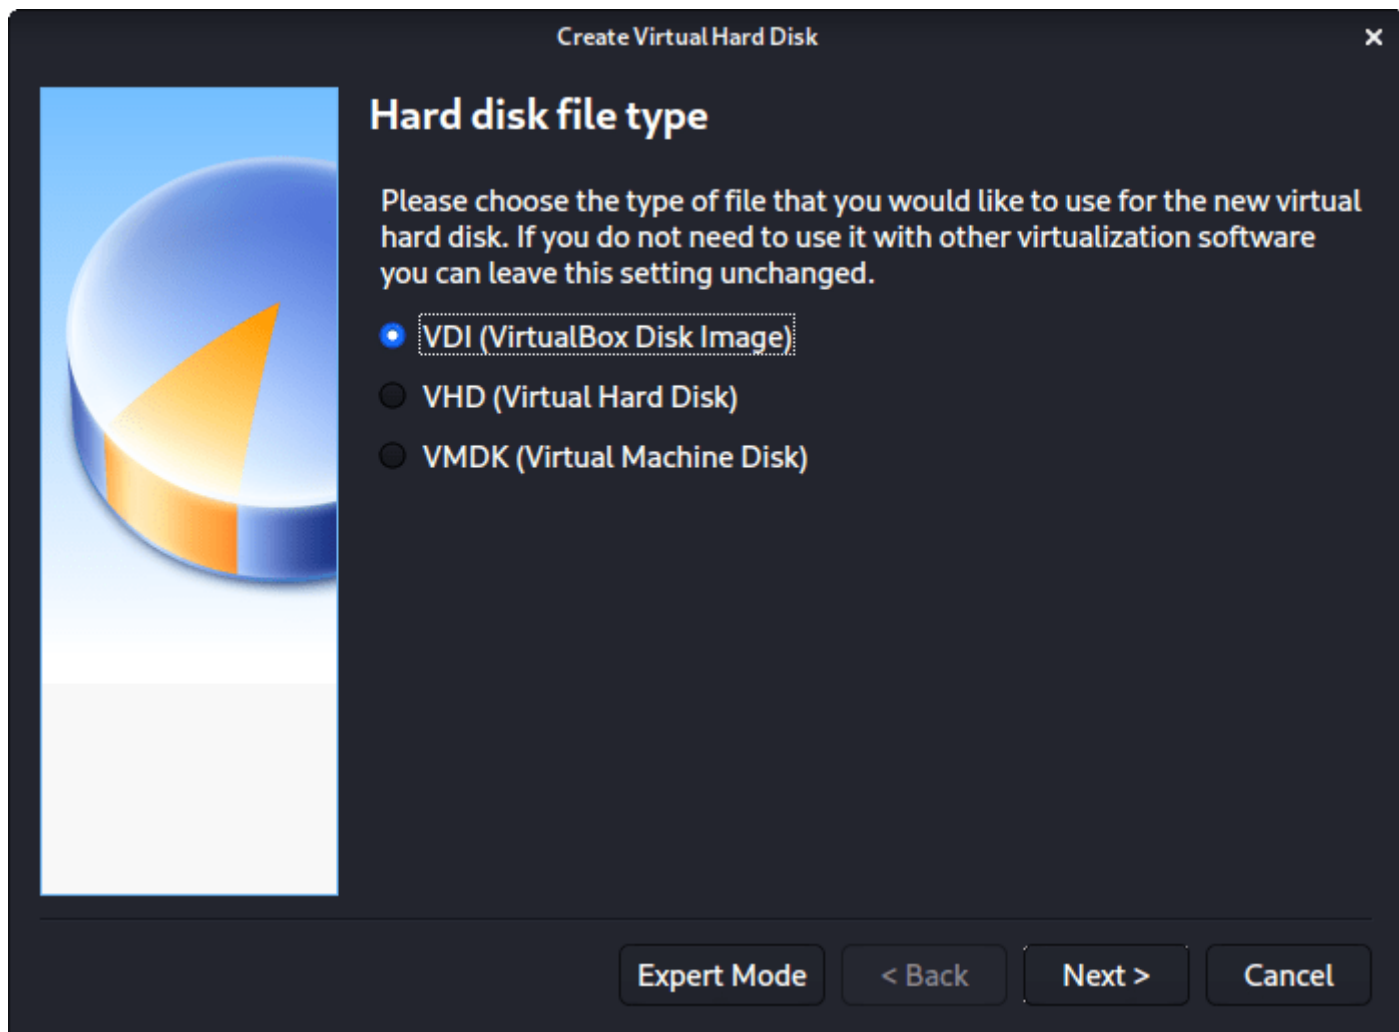 Create Virtual Hard Disk
Hard disk file type
Please choose the type of file that you would like to use for the new virtual
hard disk. If you do not need to use it with other virtualization software
you can leave this setting unchanged.
VDI (VirtualBox Disk Image)
VHD (Virtual Hard Disk)
VMDK (Virtual Machine Disk)
Expert Mode
< Back
Next >
Cancel